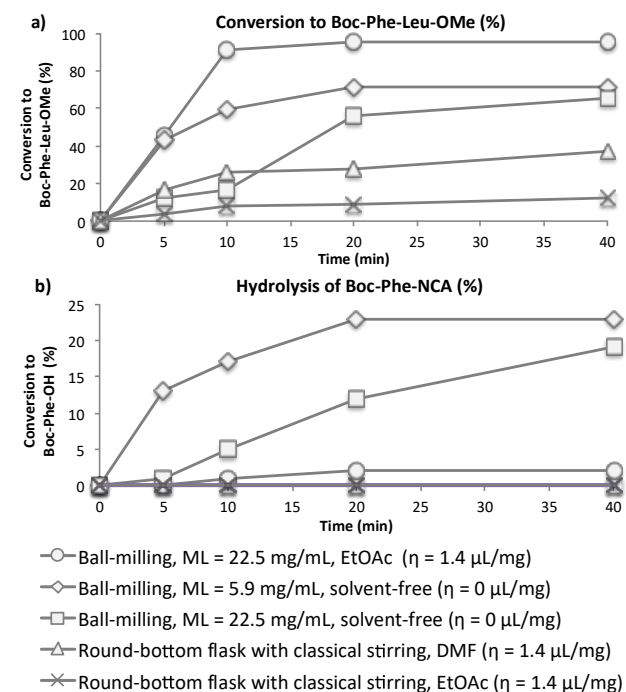 a)
Conversion to Boc-Phe-Leu-OMe (%)
Conversion to
Boc-Phe-Leu-OMe (%)
100
80
60
40
20
0
0 5 10 15 20 25 30 35 40
Time (min)
b)
Hydrolysis of Boc-Phe-NCA (%)
Conversion to
Boc-Phe-OH (%)
25
20
15
10
5
0
0 5 10 15 20 25 30 35 40
Time (min)
Ball-milling, ML = 22.5 mg/mL, EtOAc (η = 1.4 μL/mg)
Ball-milling, ML = 5.9 mg/mL, solvent-free (η = 0 μL/mg)
Ball-milling, ML = 22.5 mg/mL, solvent-free (η = 0 μL/mg)
Round-bottom flask with classical stirring, DMF (η = 1.4 μL/mg)
Round-bottom flask with classical stirring, EtOAc (η = 1.4 μL/mg)